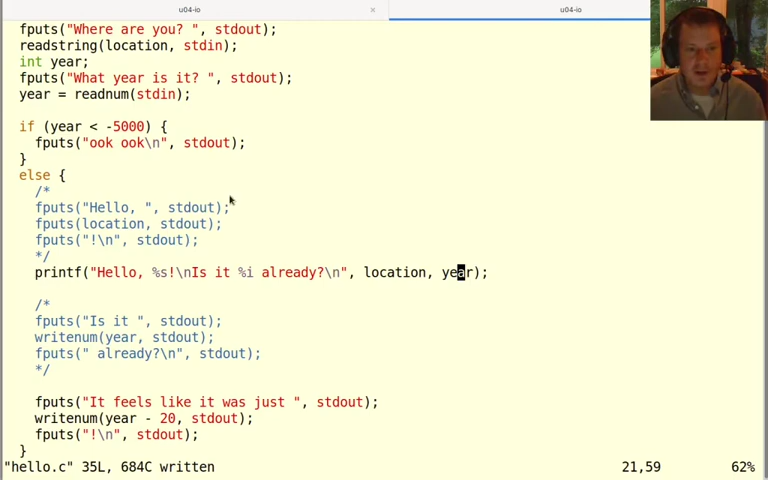 u04-io × u04-io
fputs("Where are you? ", stdout);
readstring(location, stdin);
int year;
fputs("What year is it? ", stdout);
year = readnum(stdin);
if (year < -5000) {
fputs("ook ook\n", stdout);
}
else {
/*
fputs("Hello, ", stdout);
fputs(location, stdout);
fputs("!\n", stdout);
*/
printf("Hello, %s!\nIs it %i already?\n", location, year);
/*
fputs("Is it ", stdout);
writenum(year, stdout);
fputs(" already?\n", stdout);
*/
fputs("It feels like it was just ", stdout);
writenum(year - 20, stdout);
fputs("!\n", stdout);
}
"hello.c" 35L, 684C written 21,59 62%